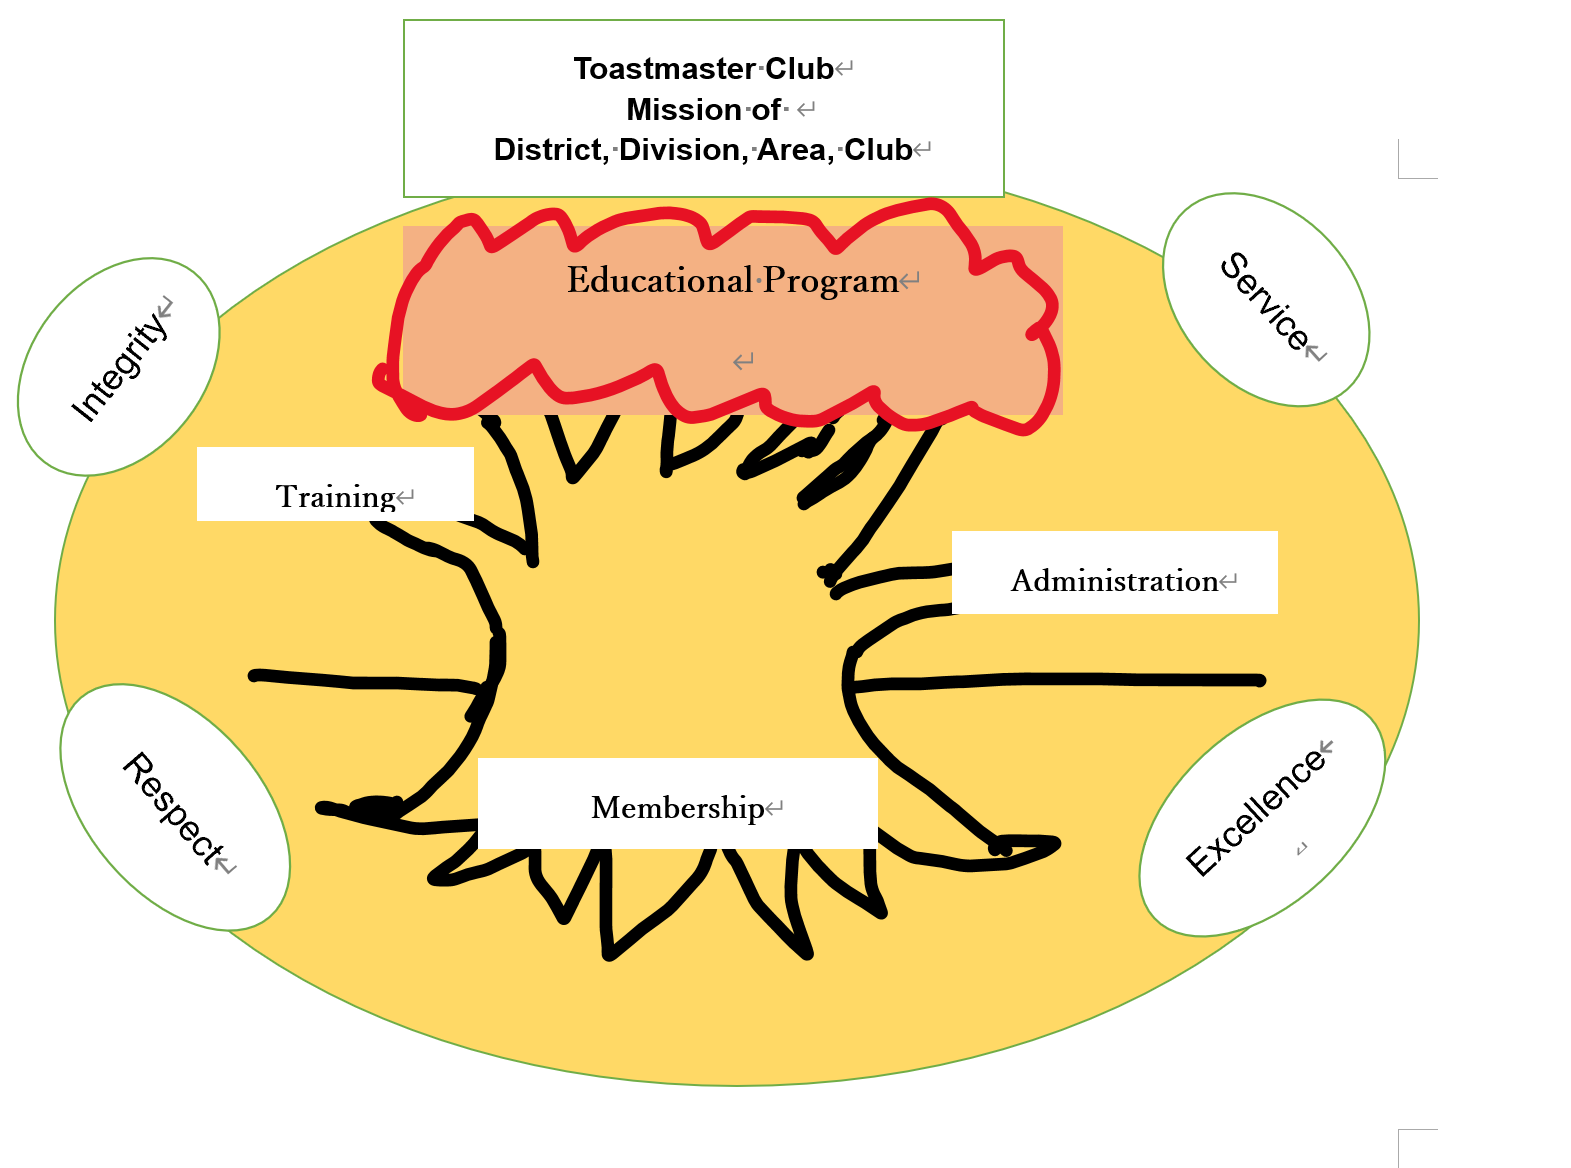 Toastmaster Club
Mission of
District, Division, Area, Club
Educational Program
Service
Integrity
Training
Administration
Respect
Membership
Excellence